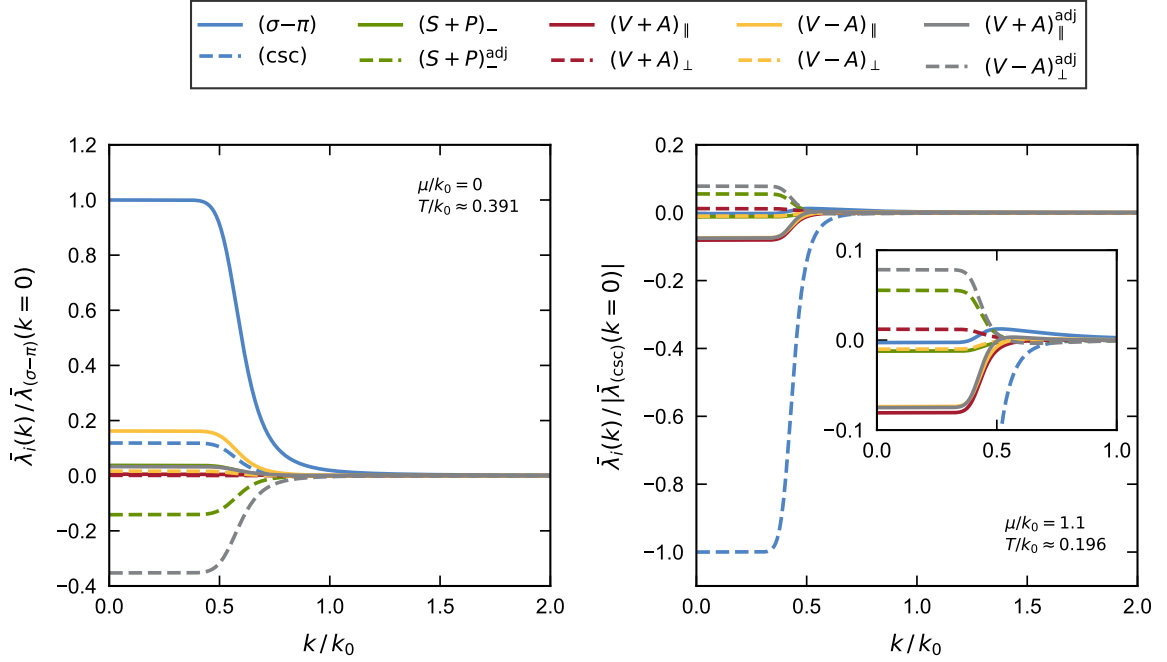 (σ−π) (S + P)₋ (V + A)∥ (V − A)∥ (V + A)∥^adj
(csc) (S + P)₋^adj (V + A)⊥ (V − A)⊥ (V − A)⊥^adj
λ̄ᵢ(k) / λ̄₍σ−π₎(k = 0)
1.2
1.0
0.8
0.6
0.4
0.2
0.0
−0.2
−0.4
μ/k₀ = 0
T/k₀ ≈ 0.391
0.0 0.5 1.0 1.5 2.0
k / k₀
λ̄ᵢ(k) / |λ̄₍csc₎(k = 0)|
0.2
0.0
−0.2
−0.4
−0.6
−0.8
−1.0
0.1
0.0
−0.1
0.0 0.5 1.0
μ/k₀ = 1.1
T/k₀ ≈ 0.196
0.0 0.5 1.0 1.5 2.0
k / k₀